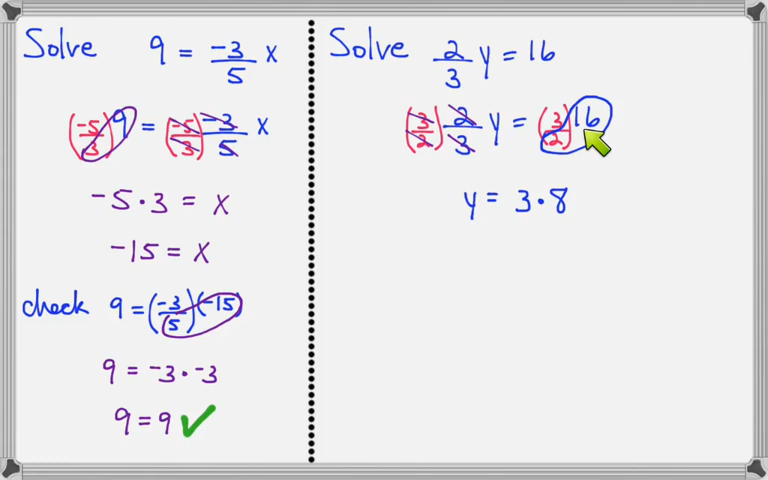 Solve 9 = -3/5 x
(-5/3) 9 = (-5/3) -3/5 x
-5 · 3 = x
-15 = x
check 9 = (-3/5)(-15)
9 = -3 · -3
9 = 9 ✓
Solve 2/3 y = 16
(3/2) 2/3 y = (3/2) 16
y = 3 · 8